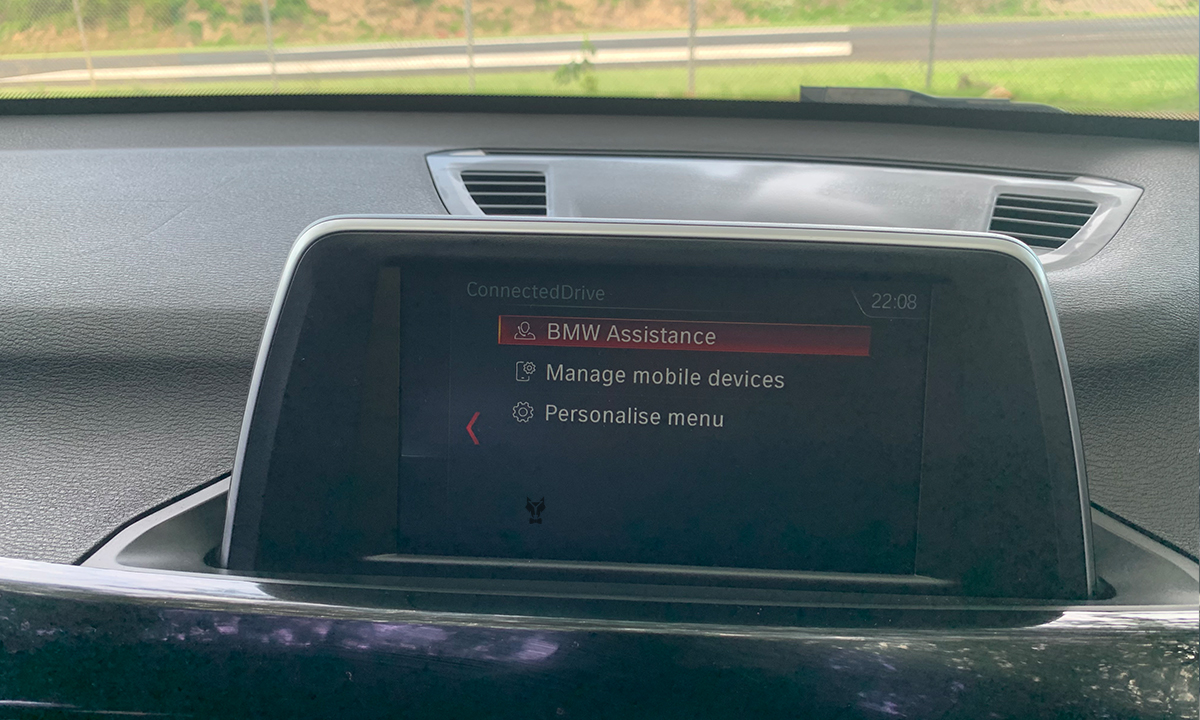 ConnectedDrive
22:08
BMW Assistance
Manage mobile devices
Personalise menu